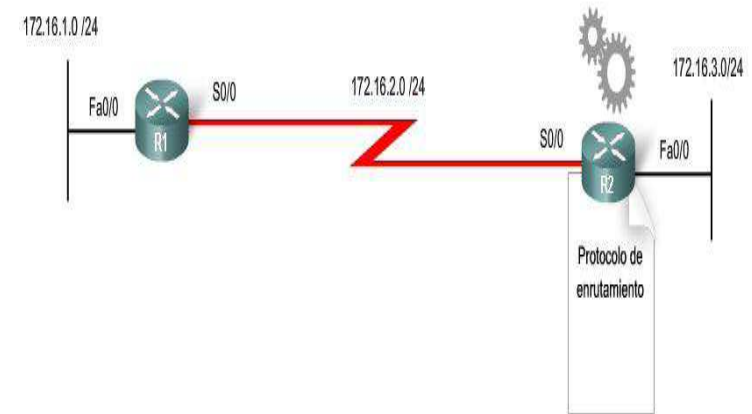 172.16.1.0 /24
Fa0/0
S0/0
R1
172.16.2.0 /24
172.16.3.0/24
S0/0
Fa0/0
R2
Protocolo de
enrutamiento